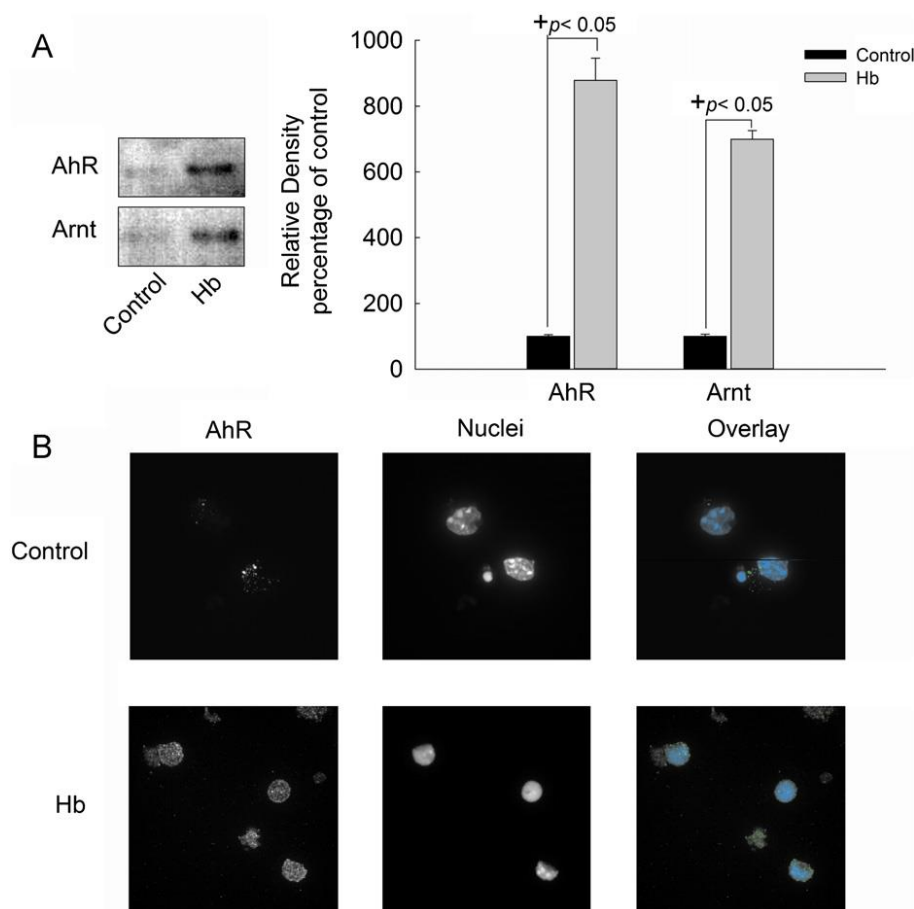 A
AhR
Arnt
Control
Hb
Relative Density
percentage of control
1000
800
600
400
200
0
+p< 0.05
+p< 0.05
Control
Hb
AhR
Arnt
B
AhR
Nuclei
Overlay
Control
Hb